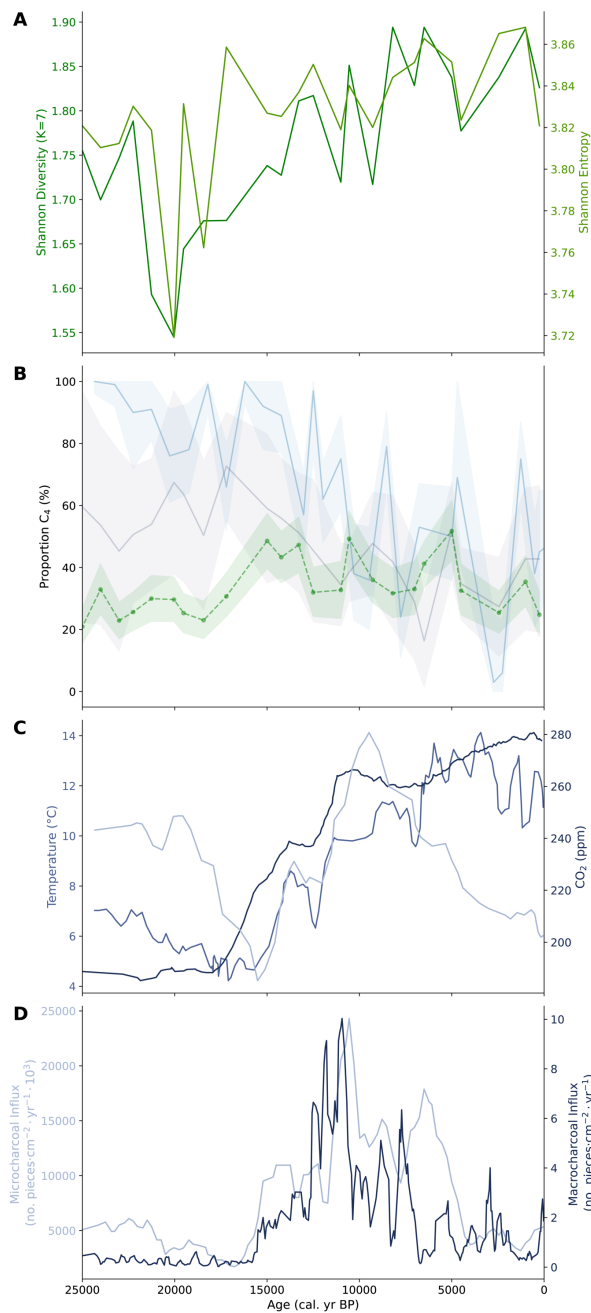 A
1.90
1.85
1.80
1.75
1.70
1.65
1.60
1.55
Shannon Diversity (K=7)
3.86
3.84
3.82
3.80
3.78
3.76
3.74
3.72
Shannon Entropy
B
100
80
60
40
20
0
Proportion C₄ (%)
C
14
12
10
8
6
4
Temperature (°C)
280
260
240
220
200
CO₂ (ppm)
D
25000
20000
15000
10000
5000
Microcharcoal Influx
(no. pieces·cm⁻²·yr⁻¹·10³)
10
8
6
4
2
0
Macrocharcoal Influx
(no. pieces·cm⁻²·yr⁻¹)
25000 20000 15000 10000 5000 0
Age (cal. yr BP)